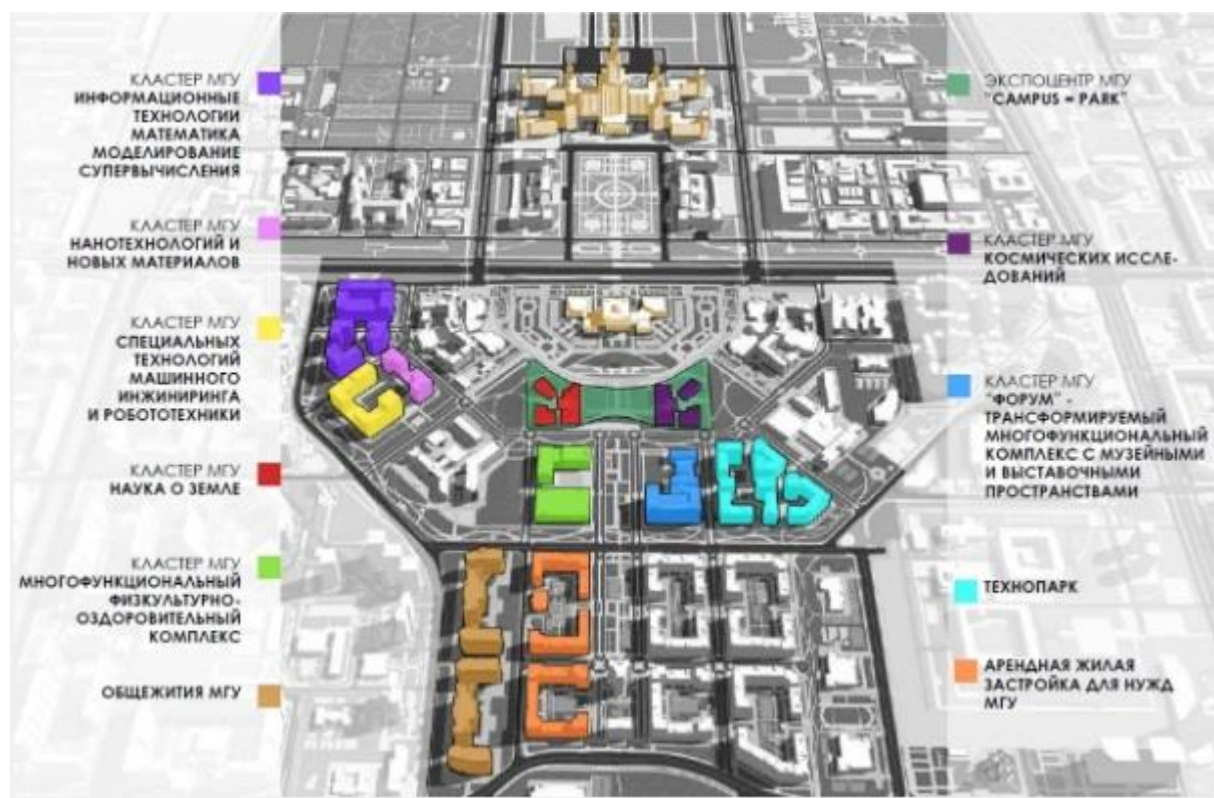 КЛАСТЕР МГУ
ИНФОРМАЦИОННЫЕ
ТЕХНОЛОГИИ
МАТЕМАТИКА
МОДЕЛИРОВАНИЕ
СУПЕРВЫЧИСЛЕНИЯ
КЛАСТЕР МГУ
НАНОТЕХНОЛОГИЙ И
НОВЫХ МАТЕРИАЛОВ
КЛАСТЕР МГУ
СПЕЦИАЛЬНЫХ
ТЕХНОЛОГИЙ
МАШИННОГО
ИНЖИНИРИНГА
И РОБОТОТЕХНИКИ
КЛАСТЕР МГУ
НАУКА О ЗЕМЛЕ
КЛАСТЕР МГУ
МНОГОФУНКЦИОНАЛЬНЫЙ
ФИЗКУЛЬТУРНО-
ОЗДОРОВИТЕЛЬНЫЙ
КОМПЛЕКС
ОБЩЕЖИТИЯ МГУ
ЭКСПОЦЕНТР МГУ
"CAMPUS = PARK"
КЛАСТЕР МГУ
КОСМИЧЕСКИХ ИССЛЕ-
ДОВАНИЙ
КЛАСТЕР МГУ
"ФОРУМ" -
ТРАНСФОРМИРУЕМЫЙ
МНОГОФУНКЦИОНАЛЬНЫЙ
КОМПЛЕКС С МУЗЕЙНЫМИ
И ВЫСТАВОЧНЫМИ
ПРОСТРАНСТВАМИ
ТЕХНОПАРК
АРЕНДНАЯ ЖИЛАЯ
ЗАСТРОЙКА ДЛЯ НУЖД
МГУ